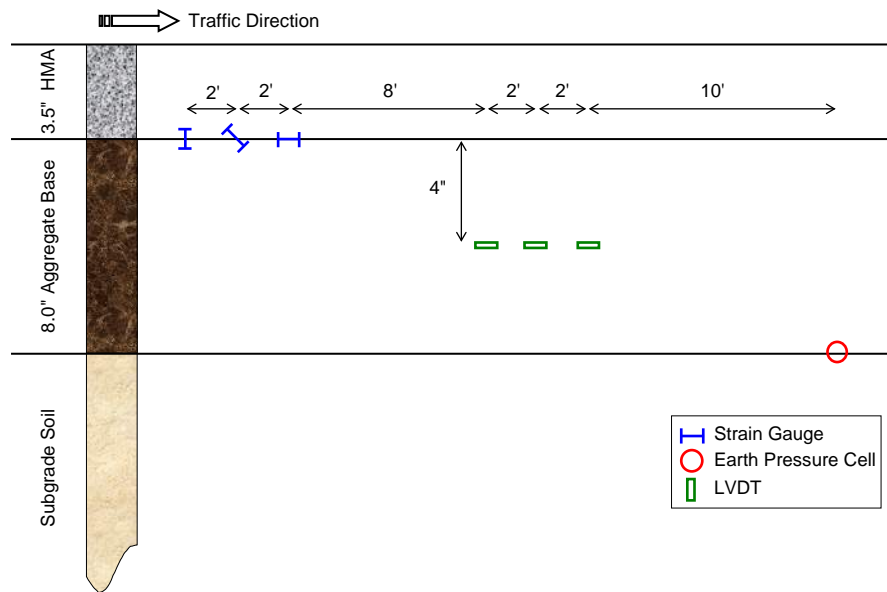 Traffic Direction
3.5" HMA
2'
2'
8'
2'
2'
10'
8.0" Aggregate Base
4"
Subgrade Soil
Strain Gauge
Earth Pressure Cell
LVDT